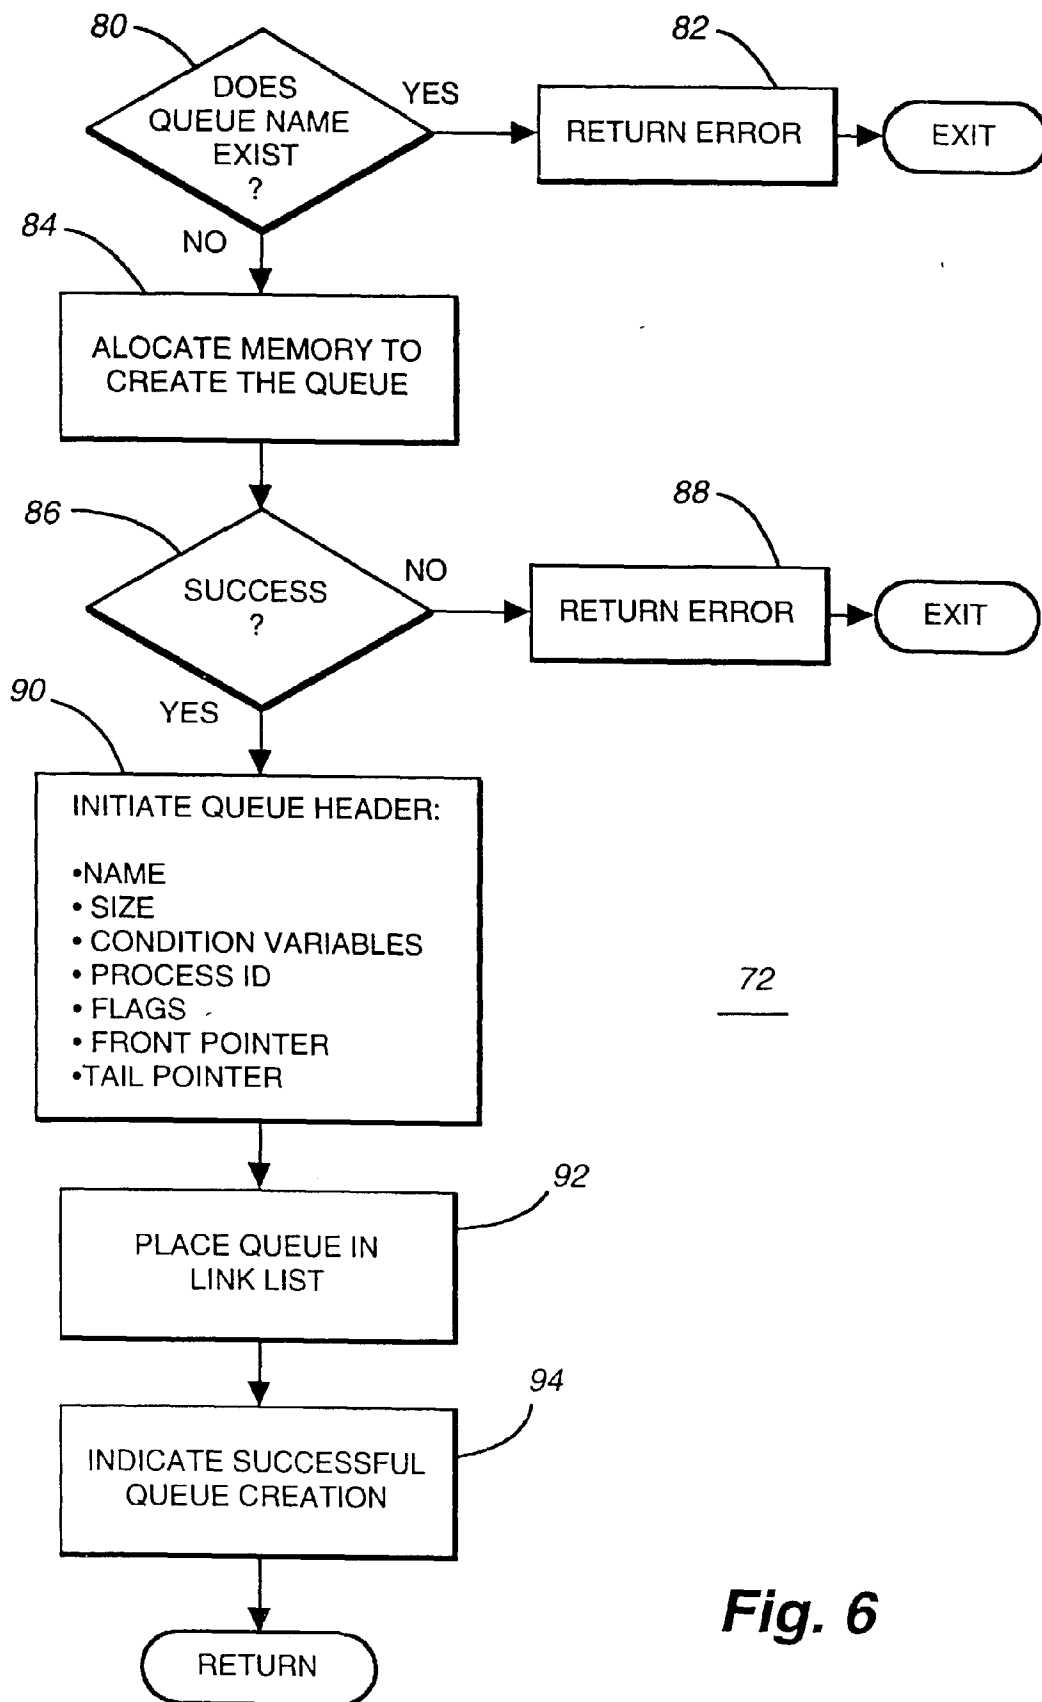 80
DOES
QUEUE NAME
EXIST
?
YES
82
RETURN ERROR
EXIT
NO
84
ALOCATE MEMORY TO
CREATE THE QUEUE
86
SUCCESS
?
NO
88
RETURN ERROR
EXIT
YES
90
INITIATE QUEUE HEADER:
•NAME
• SIZE
• CONDITION VARIABLES
• PROCESS ID
• FLAGS
• FRONT POINTER
•TAIL POINTER
72
92
PLACE QUEUE IN
LINK LIST
94
INDICATE SUCCESSFUL
QUEUE CREATION
RETURN
Fig. 6